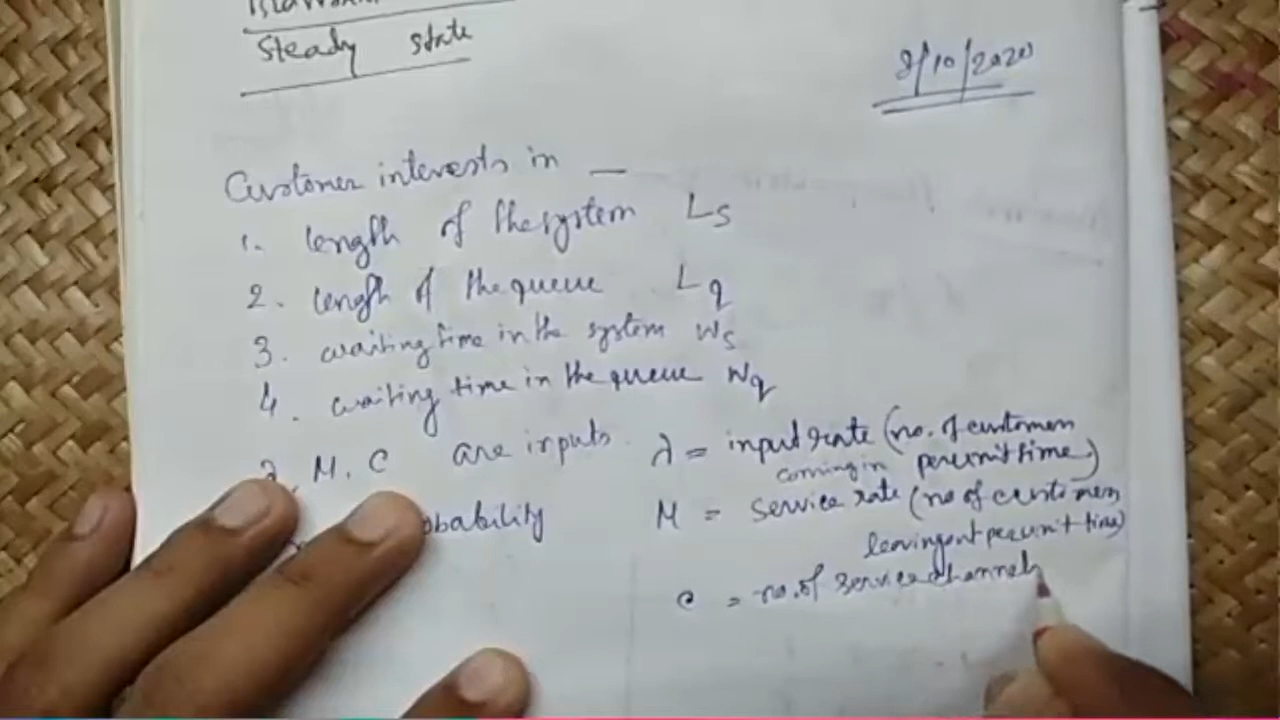 Steady state
8/10/2020
Customer interests in —
1. length of the system Ls
2. length of the queue Lq
3. waiting time in the system Ws
4. waiting time in the queue Wq
λ, M, C are inputs
λ = input rate (no. of customers
coming in per unit time)
M = service rate (no of customers
leaving out per unit time)
obability
c = no. of service channels